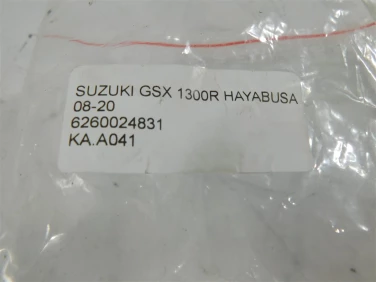 SUZUKI GSX 1300R HAYABUSA
08-20
6260024831
KA.A041